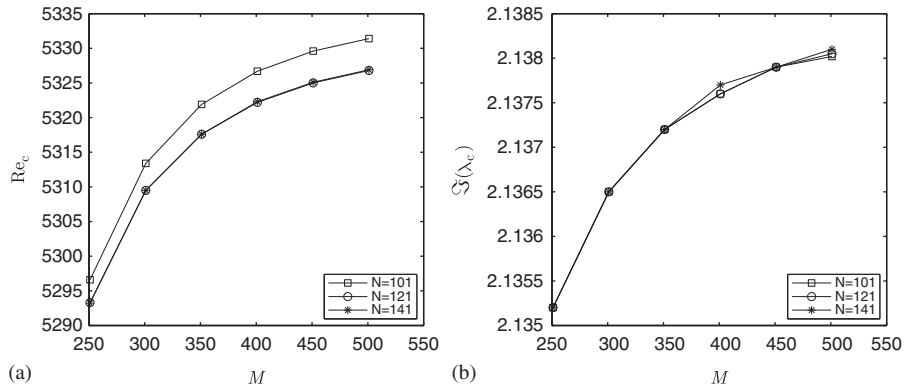 5335
5330
5325
5320
5315
5310
5305
5300
5295
5290
Re_c
250 300 350 400 450 500 550
M
N=101
N=121
N=141
(a)
2.1385
2.138
2.1375
2.137
2.1365
2.136
2.1355
2.135
ℑ(λ_c)
250 300 350 400 450 500 550
M
N=101
N=121
N=141
(b)